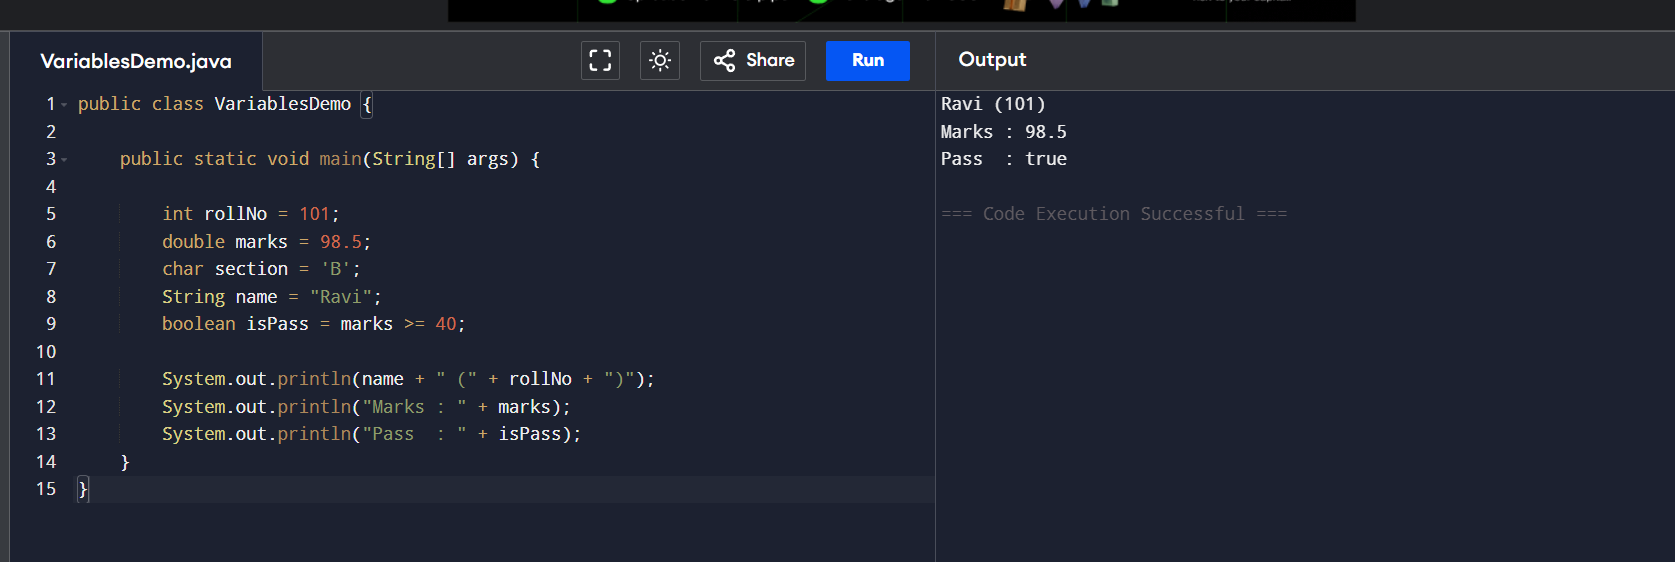 VariablesDemo.java
Share
Run
Output
1 public class VariablesDemo {
2
3     public static void main(String[] args) {
4
5         int rollNo = 101;
6         double marks = 98.5;
7         char section = 'B';
8         String name = "Ravi";
9         boolean isPass = marks >= 40;
10
11         System.out.println(name + " (" + rollNo + ")");
12         System.out.println("Marks : " + marks);
13         System.out.println("Pass  : " + isPass);
14     }
15 }
Ravi (101)
Marks : 98.5
Pass  : true
=== Code Execution Successful ===